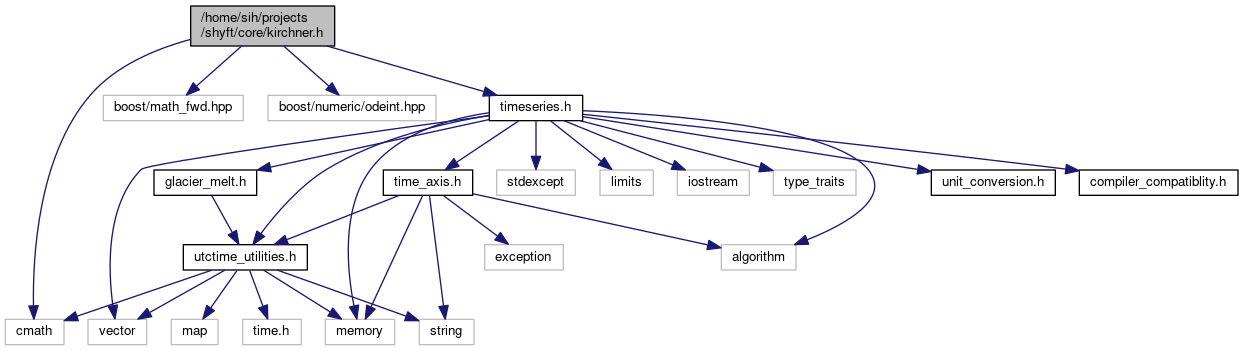 /home/sih/projects
/shyft/core/kirchner.h
boost/math_fwd.hpp
boost/numeric/odeint.hpp
timeseries.h
glacier_melt.h
time_axis.h
stdexcept
limits
iostream
type_traits
unit_conversion.h
compiler_compatiblity.h
utctime_utilities.h
exception
algorithm
cmath
vector
map
time.h
memory
string